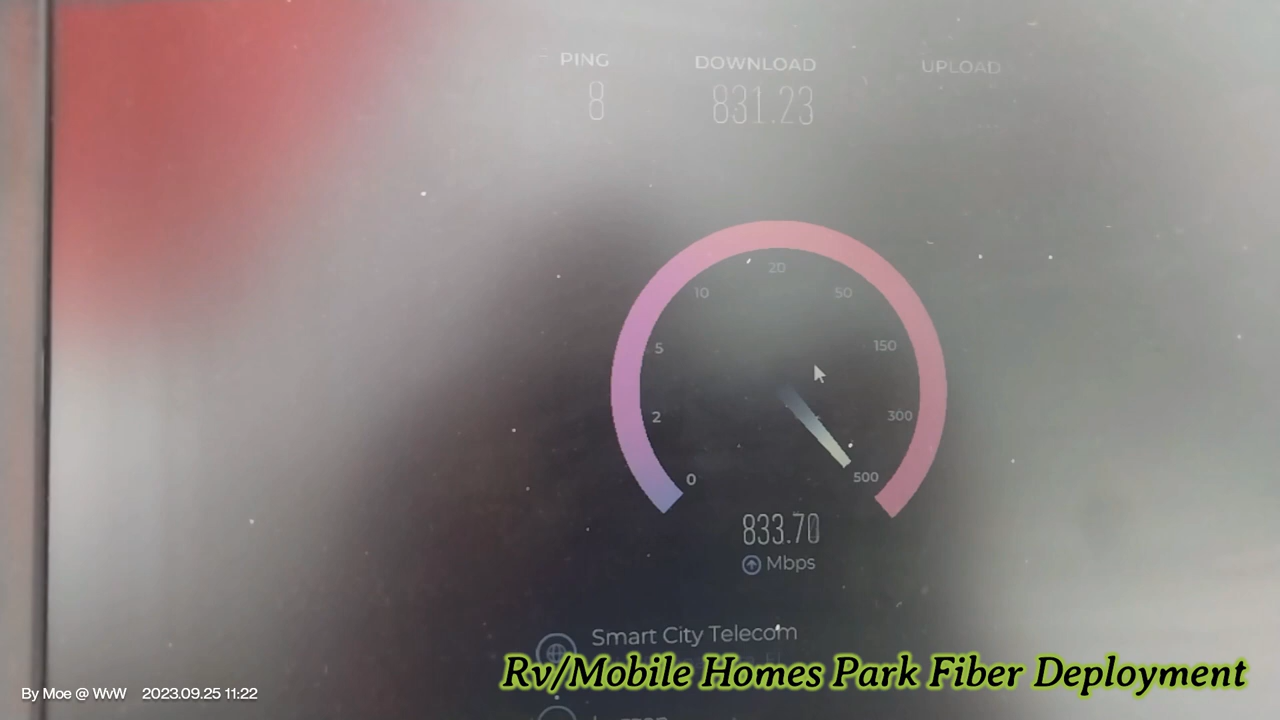 PING DOWNLOAD UPLOAD
8 831.23
20
10 50
5 150
2 300
0 500
833.70
Mbps
Smart City Telecom
Rv/Mobile Homes Park Fiber Deployment
By Moe @ WvW 2023.09.25 11:22